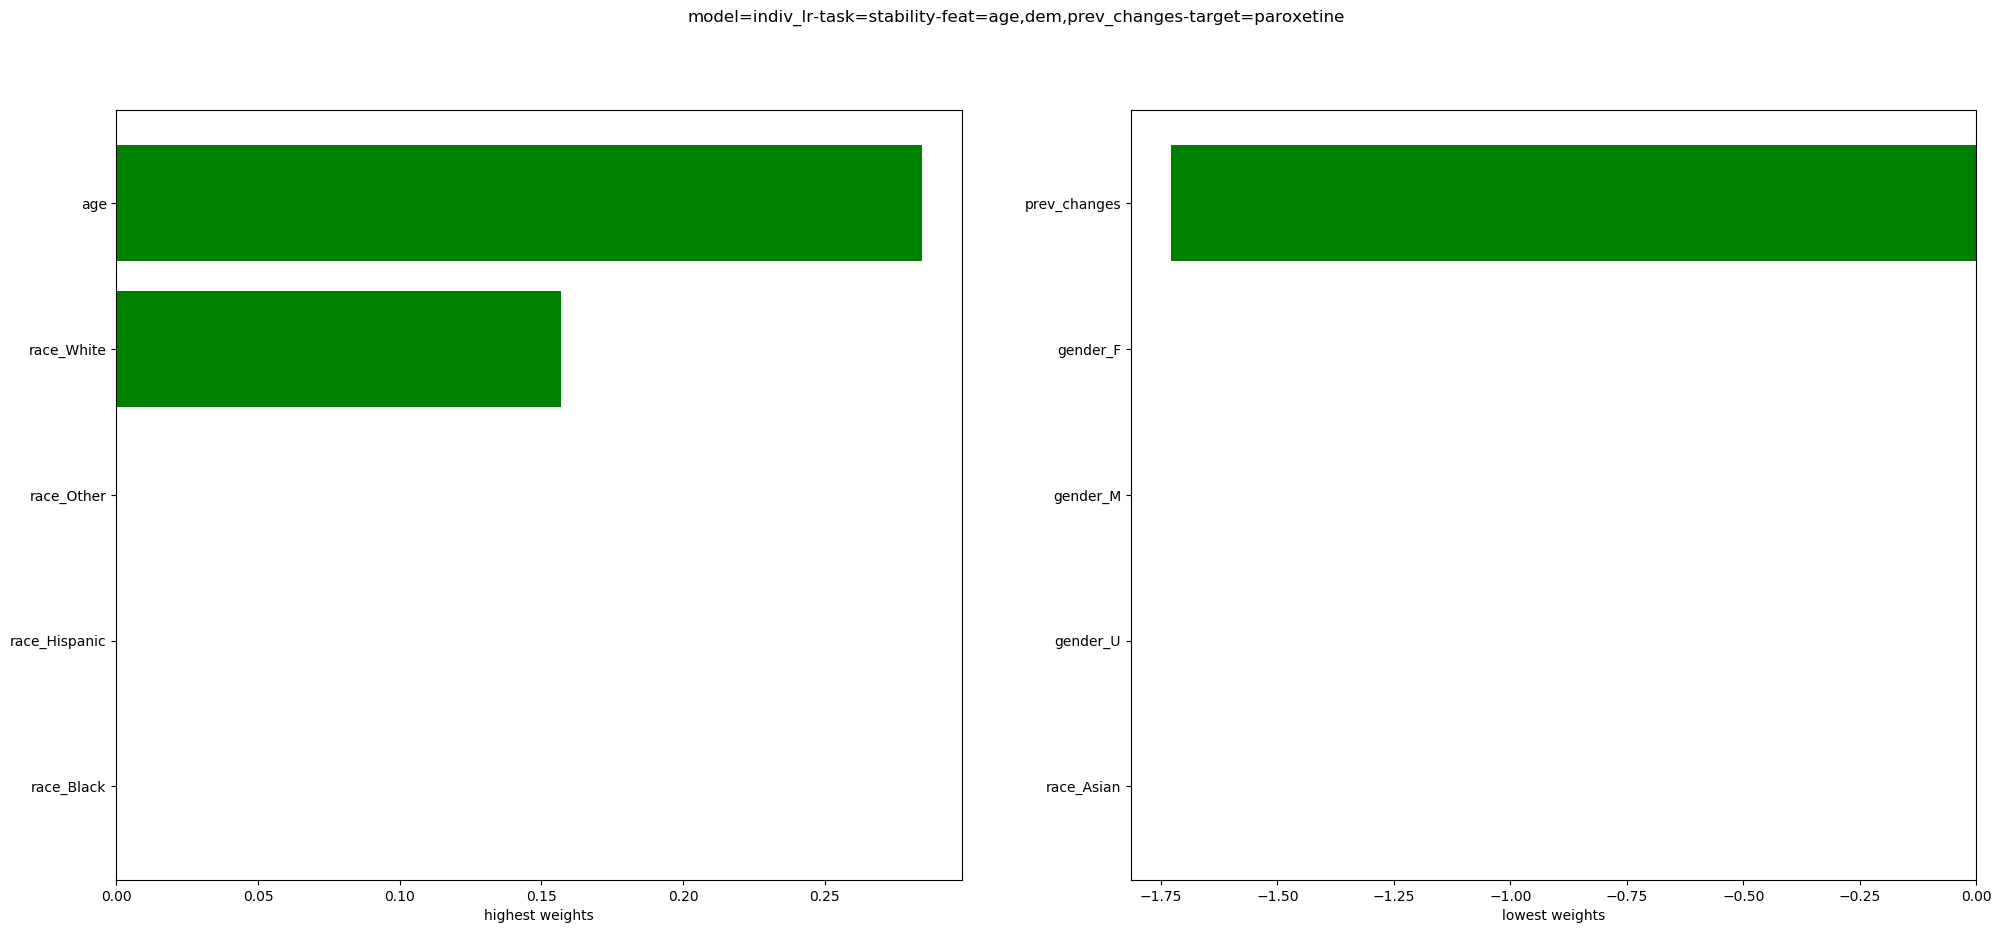 model=indiv_lr-task=stability-feat=age,dem,prev_changes-target=paroxetine
age
race_White
race_Other
race_Hispanic
race_Black
0.00 0.05 0.10 0.15 0.20 0.25
highest weights
prev_changes
gender_F
gender_M
gender_U
race_Asian
−1.75 −1.50 −1.25 −1.00 −0.75 −0.50 −0.25 0.00
lowest weights